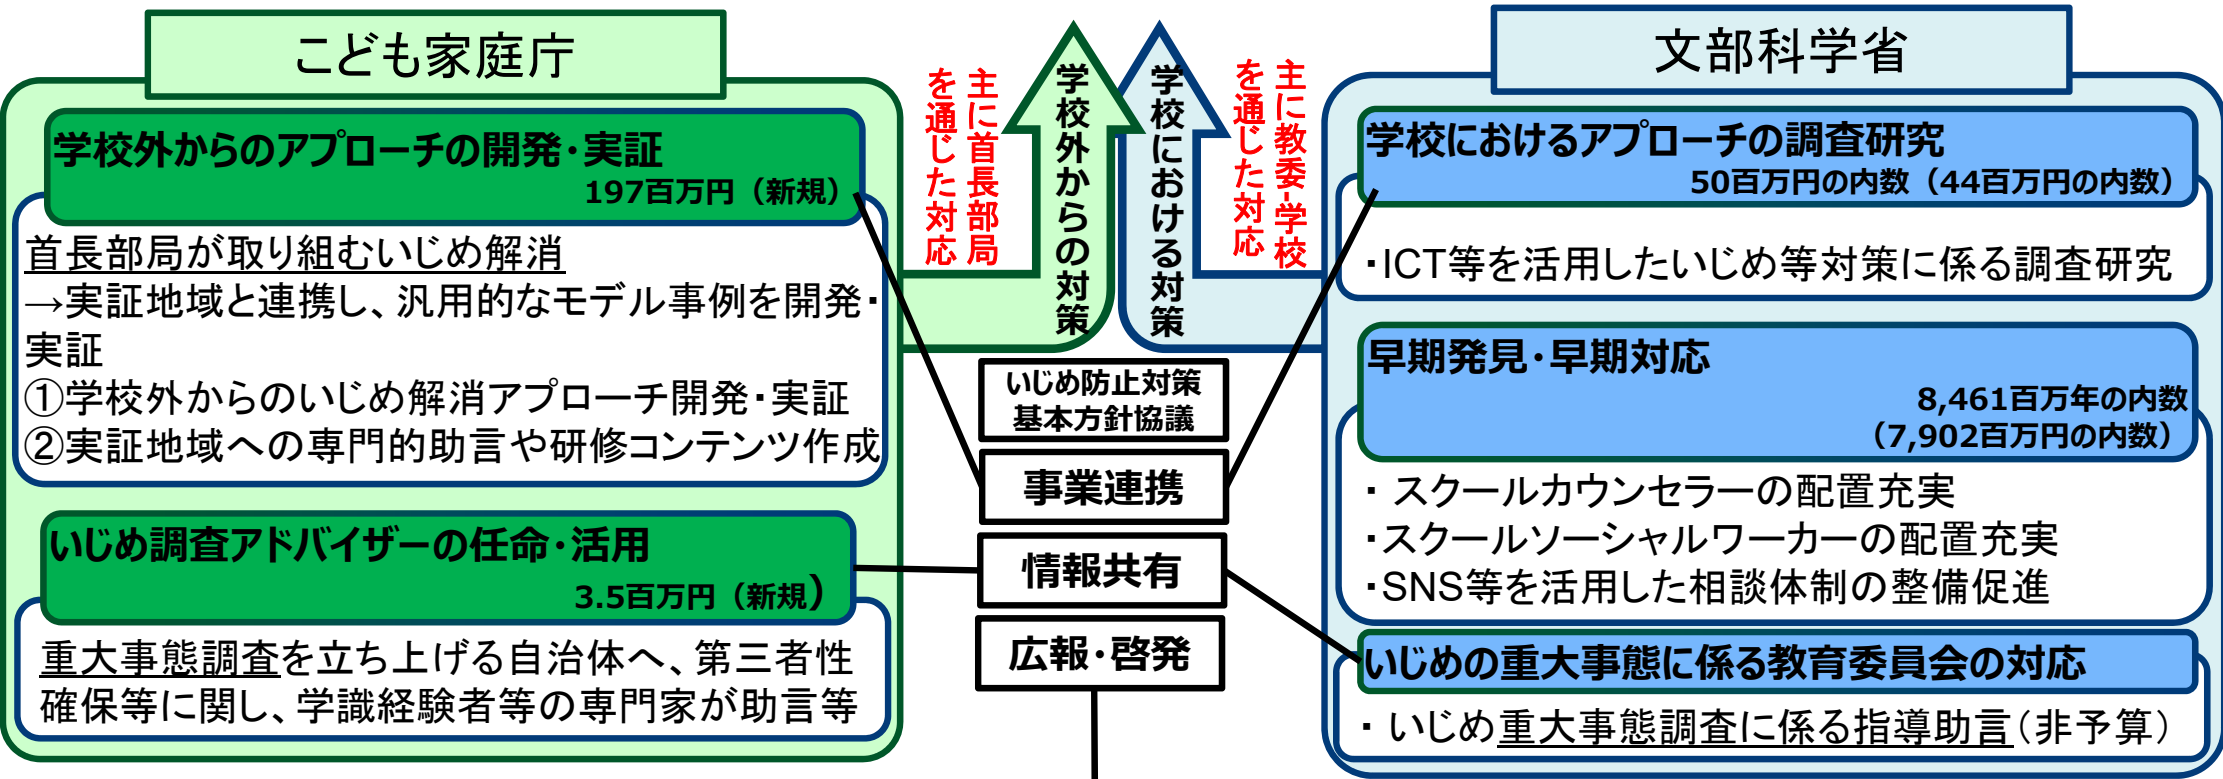 こども家庭庁
学校外からのアプローチの開発・実証
197百万円（新規）
首長部局が取り組むいじめ解消
→実証地域と連携し、汎用的なモデル事例を開発・
実証
①学校外からのいじめ解消アプローチ開発・実証
②実証地域への専門的助言や研修コンテンツ作成
いじめ調査アドバイザーの任命・活用
3.5百万円（新規）
重大事態調査を立ち上げる自治体へ、第三者性
確保等に関し、学識経験者等の専門家が助言等
主に首長部局
を通じた対応
学校外からの対策
学校における対策
主に教委・学校
を通じた対応
いじめ防止対策
基本方針協議
事業連携
情報共有
広報・啓発
文部科学省
学校におけるアプローチの調査研究
50百万円の内数（44百万円の内数）
・ICT等を活用したいじめ等対策に係る調査研究
早期発見・早期対応
8,461百万年の内数
（7,902百万円の内数）
・ スクールカウンセラーの配置充実
・スクールソーシャルワーカーの配置充実
・SNS等を活用した相談体制の整備促進
いじめの重大事態に係る教育委員会の対応
・ いじめ重大事態調査に係る指導助言（非予算）